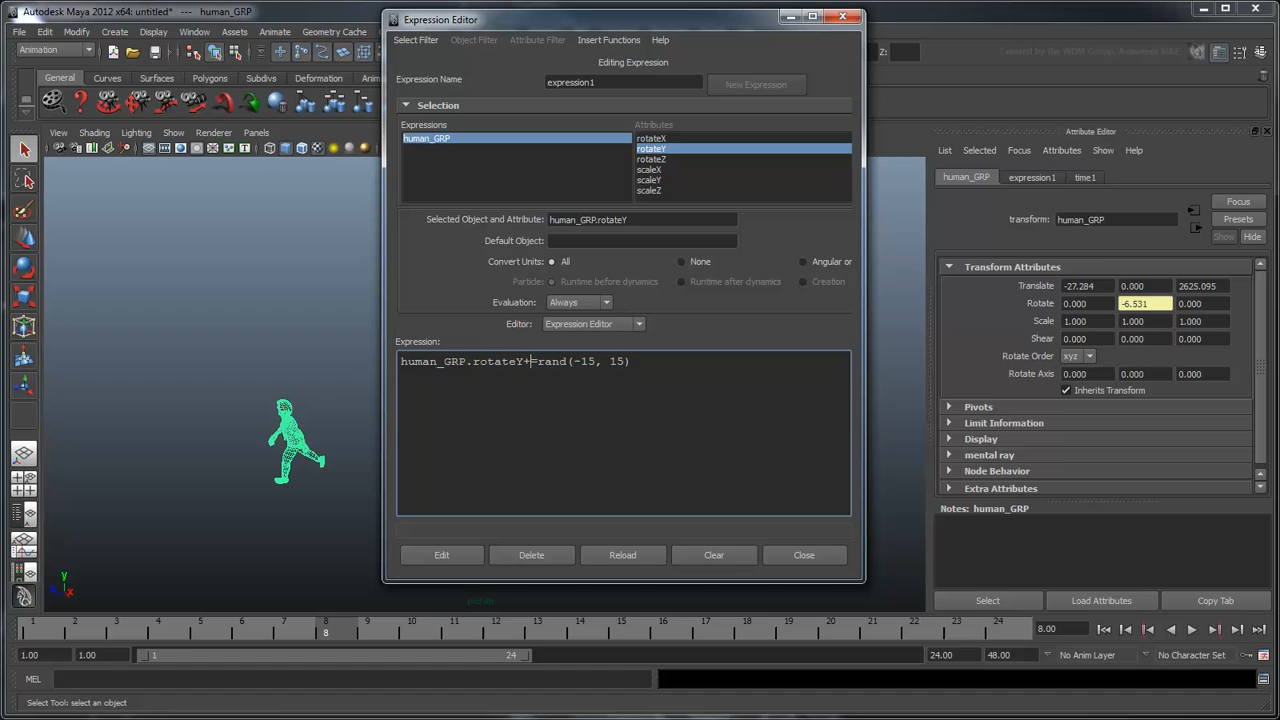 Autodesk Maya 2012 x64: untitled*   ---   human_GRP
File Edit Modify Create Display Window Assets Animate Geometry Cache
Animation
Z:
General Curves Surfaces Polygons Subdivs Deformation
View Shading Lighting Show Renderer Panels
Expression Editor
Select Filter Object Filter Attribute Filter Insert Functions Help
Editing Expression
Expression Name expression1 New Expression
Selection
Expressions Attributes
human_GRP rotateX
rotateY
rotateZ
scaleX
scaleY
scaleZ
Selected Object and Attribute: human_GRP.rotateY
Default Object:
Convert Units: All None Angular or
Particle: Runtime before dynamics Runtime after dynamics Creation
Evaluation: Always
Editor: Expression Editor
Expression:
human_GRP.rotateY+=rand(-15, 15)
Edit Delete Reload Clear Close
Attribute Editor
List Selected Focus Attributes Show Help
human_GRP expression1 time1
Focus
transform: human_GRP Presets
Show Hide
Transform Attributes
Translate -27.284 0.000 2625.095
Rotate 0.000 -6.531 0.000
Scale 1.000 1.000 1.000
Shear 0.000 0.000 0.000
Rotate Order xyz
Rotate Axis 0.000 0.000 0.000
Inherits Transform
Pivots
Limit Information
Display
mental ray
Node Behavior
Extra Attributes
Notes: human_GRP
Select Load Attributes Copy Tab
y
x
1 2 3 4 5 6 7 8 9 10 11 12 13 14 15 16 17 18 19 20 21 22 23 24
8
8.00
1.00 1.00 1 24 24.00 48.00 No Anim Layer No Character Set
MEL
Select Tool: select an object